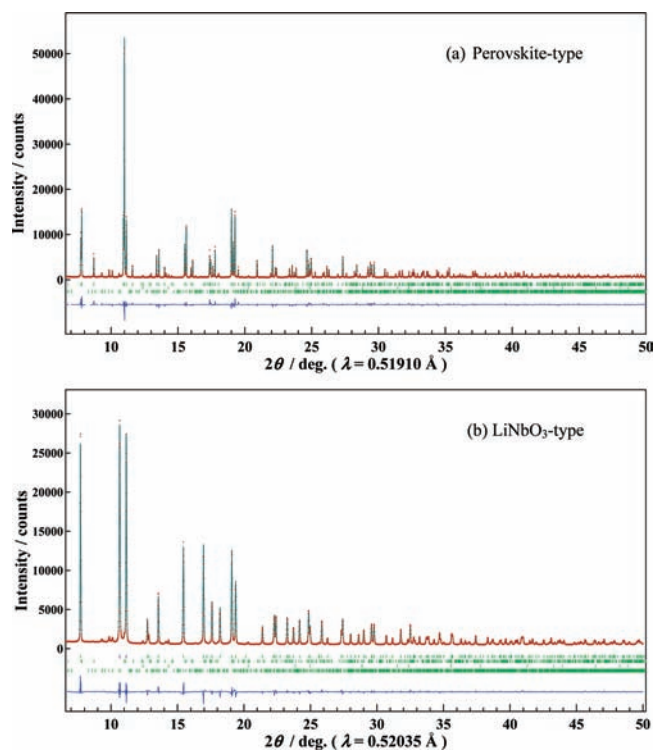 (a) Perovskite-type
50000
40000
30000
20000
10000
0
Intensity / counts
10 15 20 25 30 35 40 45 50
2θ / deg. ( λ = 0.51910 Å )
(b) LiNbO₃-type
30000
25000
20000
15000
10000
5000
0
Intensity / counts
10 15 20 25 30 35 40 45 50
2θ / deg. ( λ = 0.52035 Å )